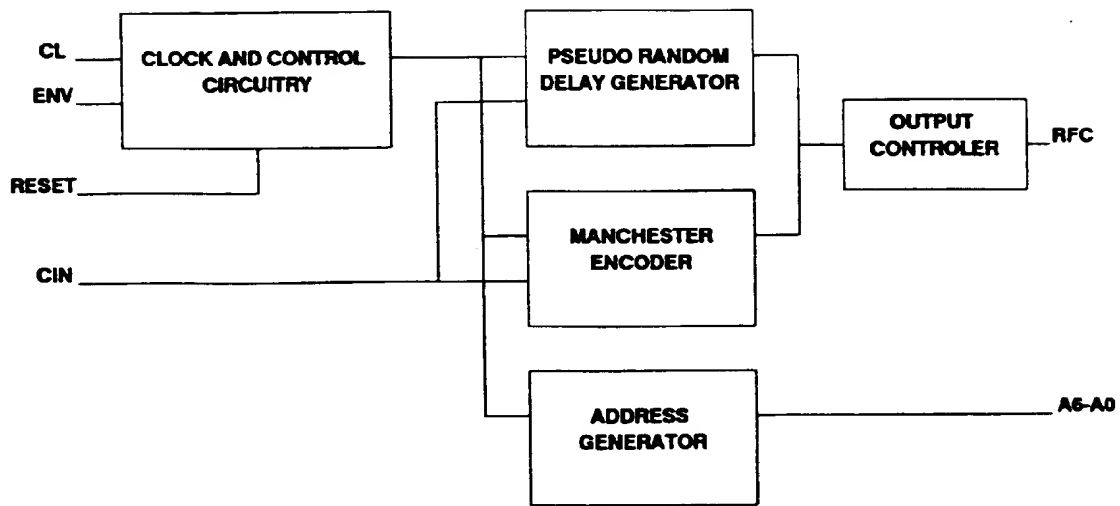 CL
ENV
RESET
CIN
CLOCK AND CONTROL
CIRCUITRY
PSEUDO RANDOM
DELAY GENERATOR
MANCHESTER
ENCODER
ADDRESS
GENERATOR
OUTPUT
CONTROLER
RFC
A6-A0